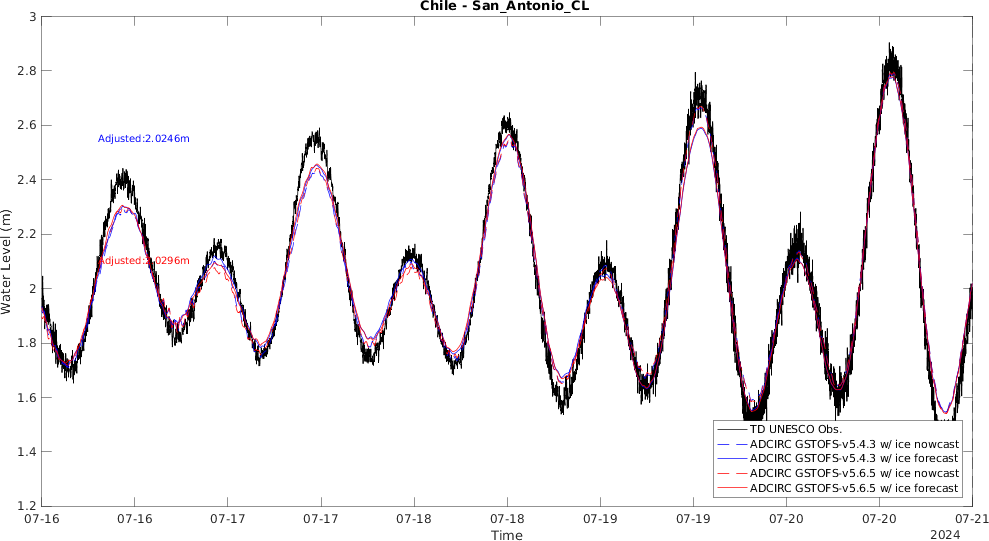 Chile - San_Antonio_CL
3
2.8
2.6
2.4
2.2
2
1.8
1.6
1.4
1.2
Water Level (m)
Adjusted:2.0246m
Adjusted:2.0296m
TD UNESCO Obs.
ADCIRC GSTOFS-v5.4.3 w/ ice nowcast
ADCIRC GSTOFS-v5.4.3 w/ ice forecast
ADCIRC GSTOFS-v5.6.5 w/ ice nowcast
ADCIRC GSTOFS-v5.6.5 w/ ice forecast
07-16 07-16 07-17 07-17 07-18 07-18 07-19 07-19 07-20 07-20 07-21
Time
2024